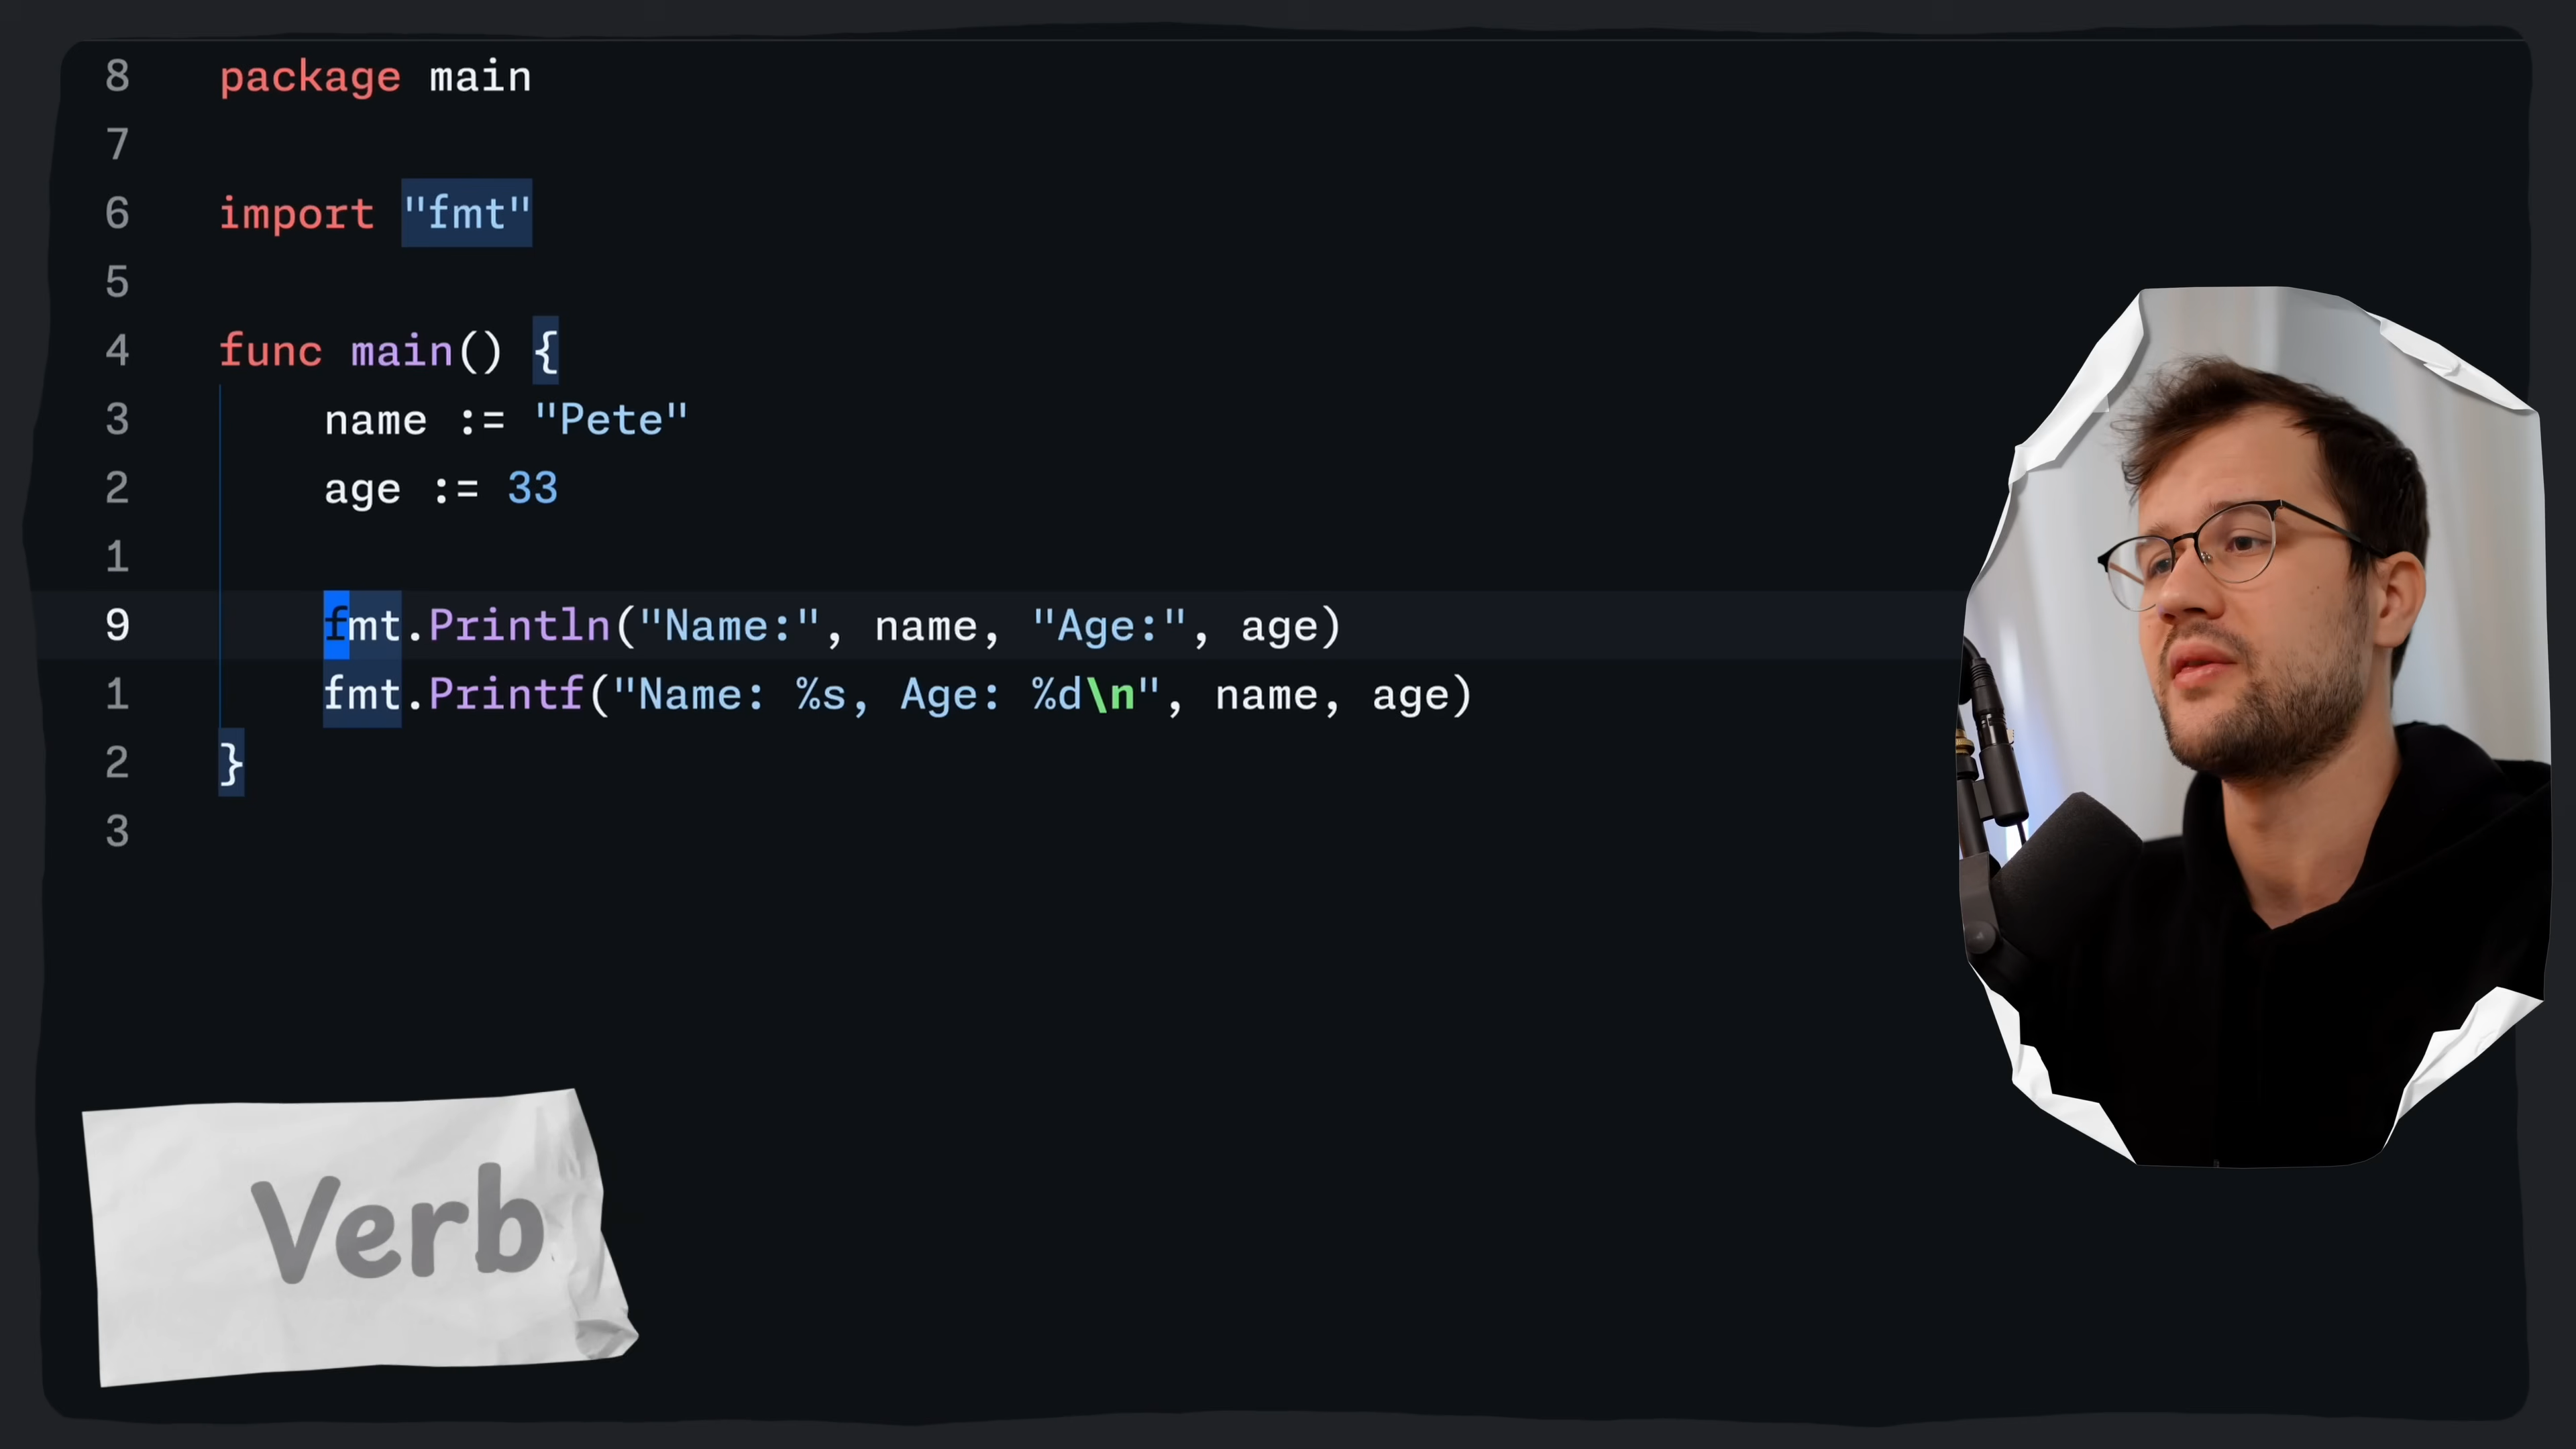 8 package main
7
6 import "fmt"
5
4 func main() {
3 name := "Pete"
2 age := 33
1
9 fmt.Println("Name:", name, "Age:", age)
1 fmt.Printf("Name: %s, Age: %d\n", name, age)
2 }
3
Verb